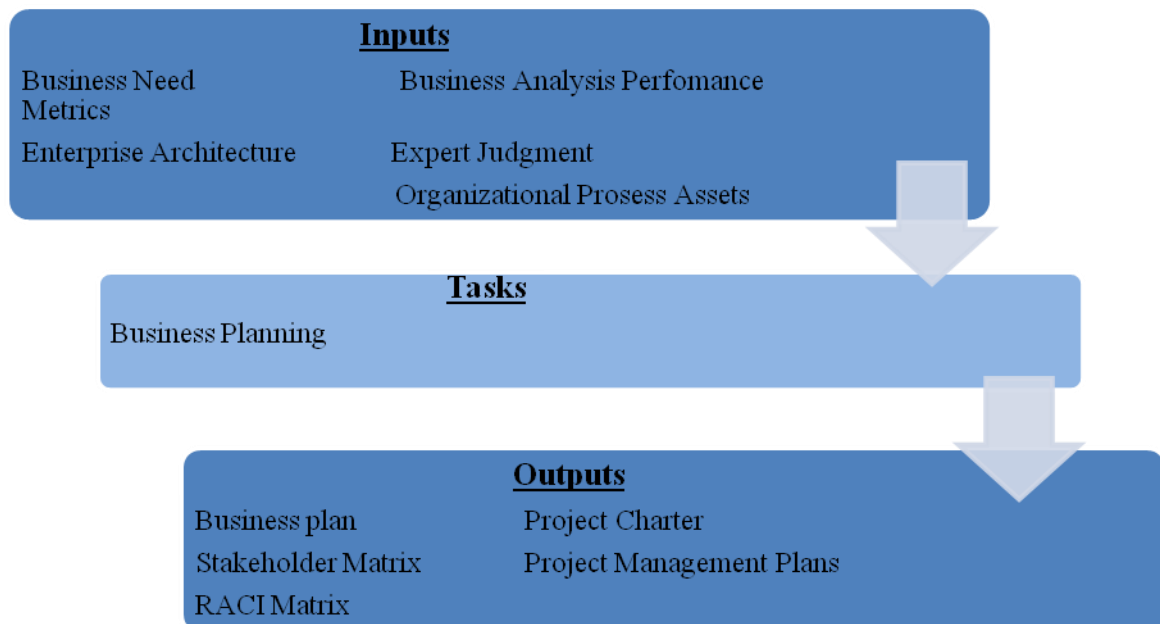 Inputs
Business Need Business Analysis Perfomance
Metrics
Enterprise Architecture Expert Judgment
Organizational Prosess Assets
Tasks
Business Planning
Outputs
Business plan Project Charter
Stakeholder Matrix Project Management Plans
RACI Matrix